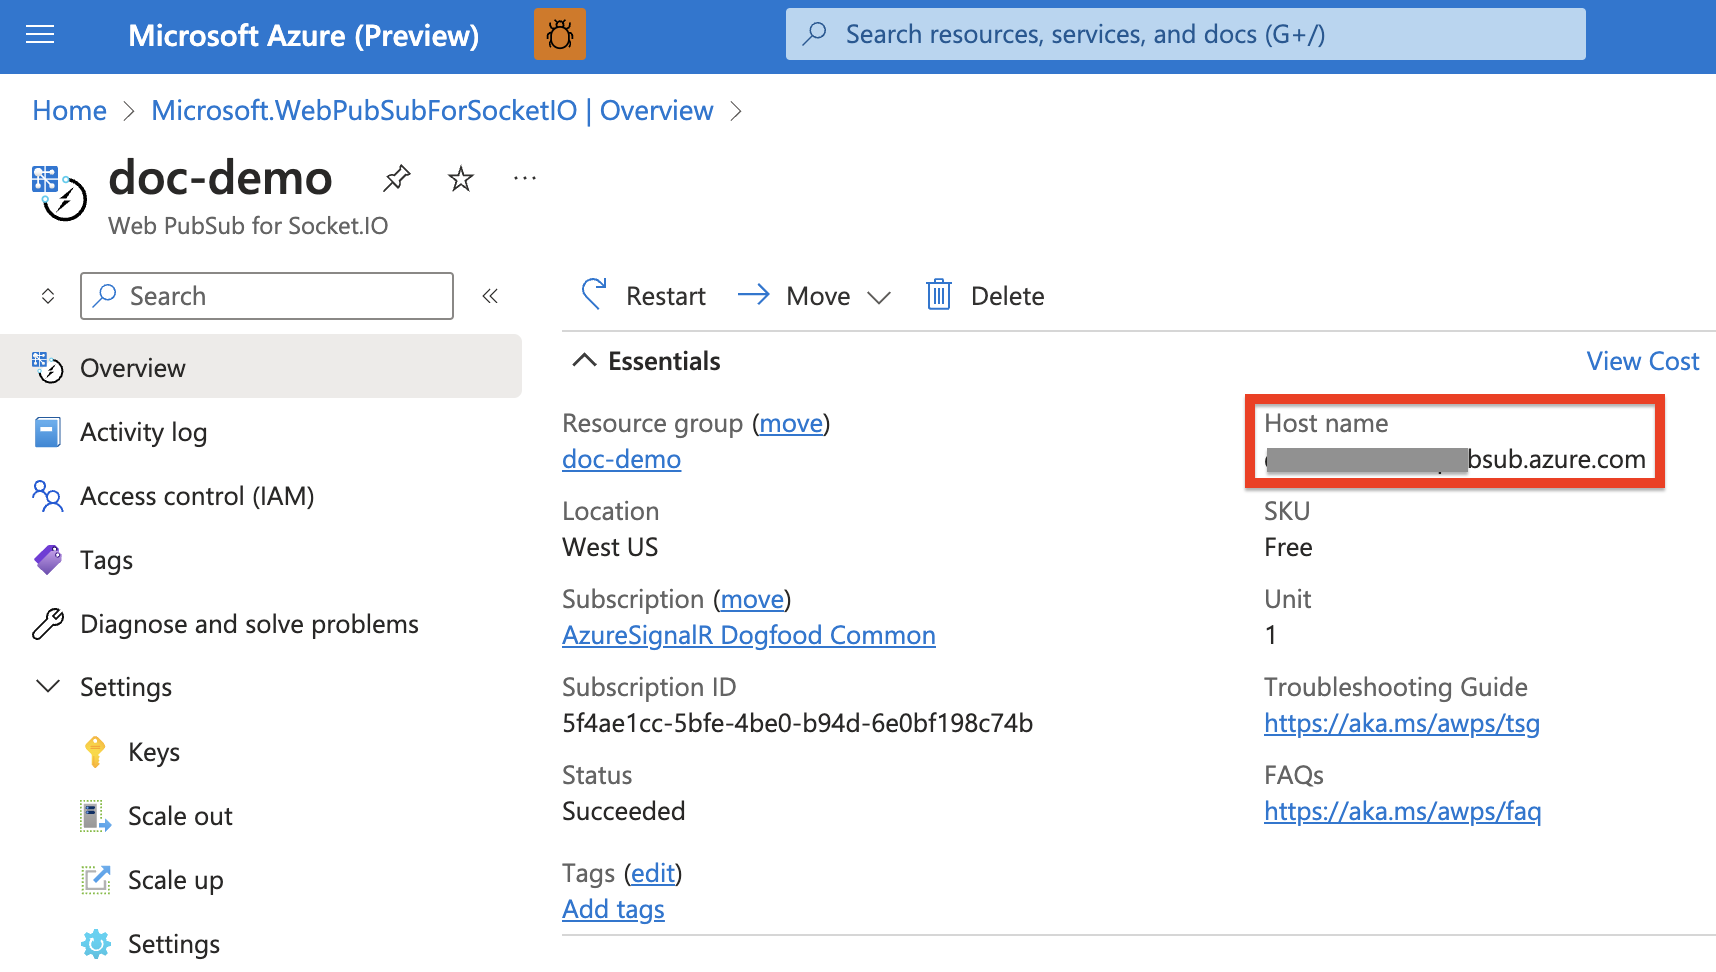 Microsoft Azure (Preview)
Search resources, services, and docs (G+/)
Home > Microsoft.WebPubSubForSocketIO | Overview >
doc-demo
Web PubSub for Socket.IO
Search
«
Overview
Activity log
Access control (IAM)
Tags
Diagnose and solve problems
Settings
Keys
Scale out
Scale up
Settings
Restart
Move
Delete
Essentials
View Cost
Resource group (move)
doc-demo
Location
West US
Subscription (move)
AzureSignalR Dogfood Common
Subscription ID
5f4ae1cc-5bfe-4be0-b94d-6e0bf198c74b
Status
Succeeded
Tags (edit)
Add tags
Host name
bsub.azure.com
SKU
Free
Unit
1
Troubleshooting Guide
https://aka.ms/awps/tsg
FAQs
https://aka.ms/awps/faq